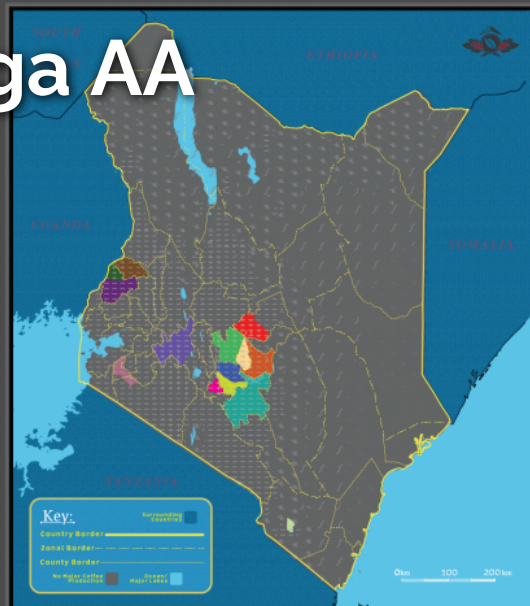 SOUTH
ga AA
ETHIOPIA
UGANDA
SOMALIA
TANZANIA
Key:
Surrounding
Countries
Country Border
Zonal Border
County Border
No Major Coffee
Production
Ocean/
Major Lakes
0km 100 200km